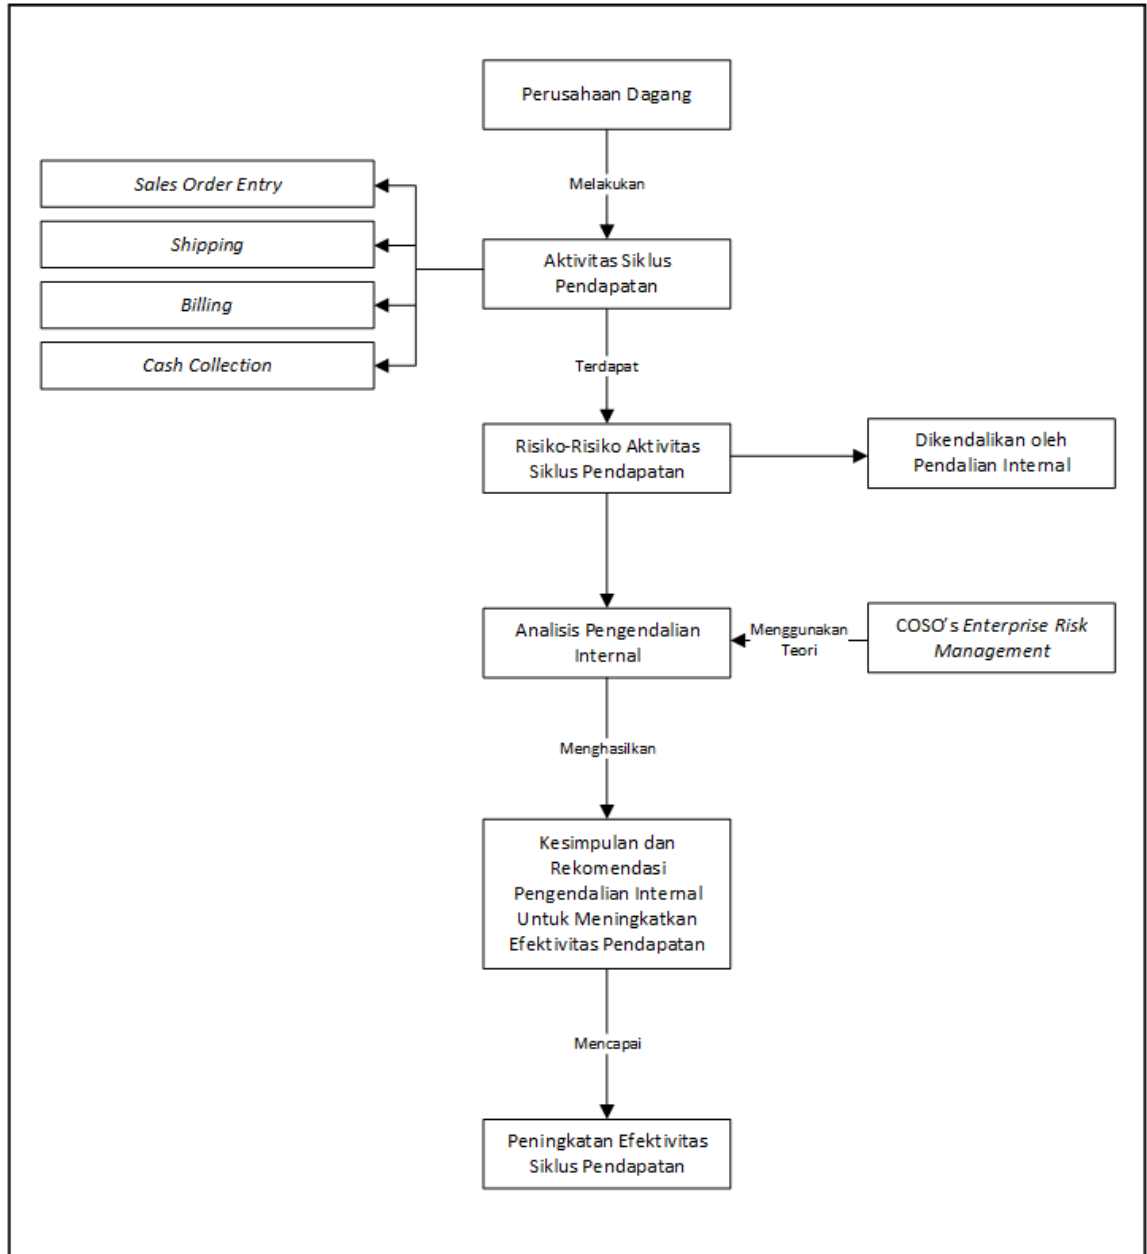 Perusahaan Dagang
Melakukan
Sales Order Entry
Shipping
Billing
Cash Collection
Aktivitas Siklus
Pendapatan
Terdapat
Risiko-Risiko Aktivitas
Siklus Pendapatan
Dikendalikan oleh
Pendalian Internal
Analisis Pengendalian
Internal
Menggunakan
Teori
COSO's Enterprise Risk
Management
Menghasilkan
Kesimpulan dan
Rekomendasi
Pengendalian Internal
Untuk Meningkatkan
Efektivitas Pendapatan
Mencapai
Peningkatan Efektivitas
Siklus Pendapatan